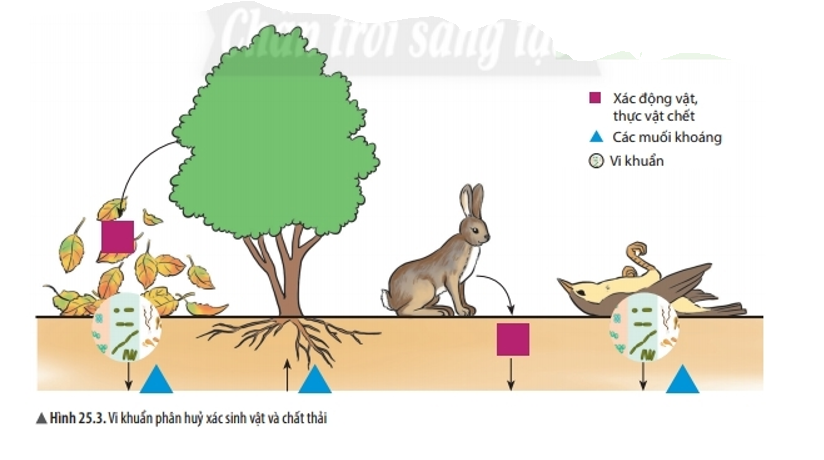 Chân trời sáng tạ
Xác động vật,
thực vật chết
Các muối khoáng
Vi khuẩn
Hình 25.3. Vi khuẩn phân huỷ xác sinh vật và chất thải